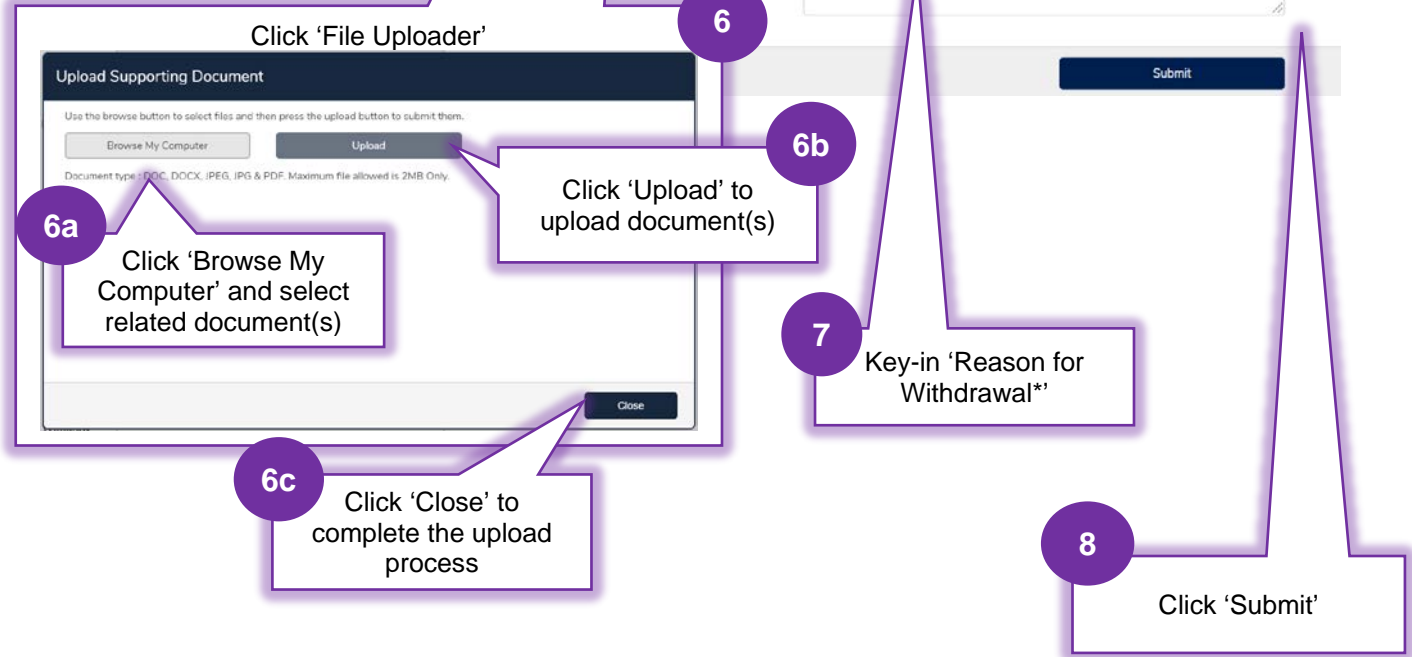 6
Click ‘File Uploader’
Upload Supporting Document
Use the browse button to select files and then press the upload button to submit them.
Browse My Computer
Upload
Document type : DOC, DOCX, JPEG, JPG & PDF. Maximum file allowed is 2MB Only.
6a
Click ‘Browse My
Computer’ and select
related document(s)
6b
Click ‘Upload’ to
upload document(s)
Close
6c
Click ‘Close’ to
complete the upload
process
Submit
7
Key-in ‘Reason for
Withdrawal*’
8
Click ‘Submit’